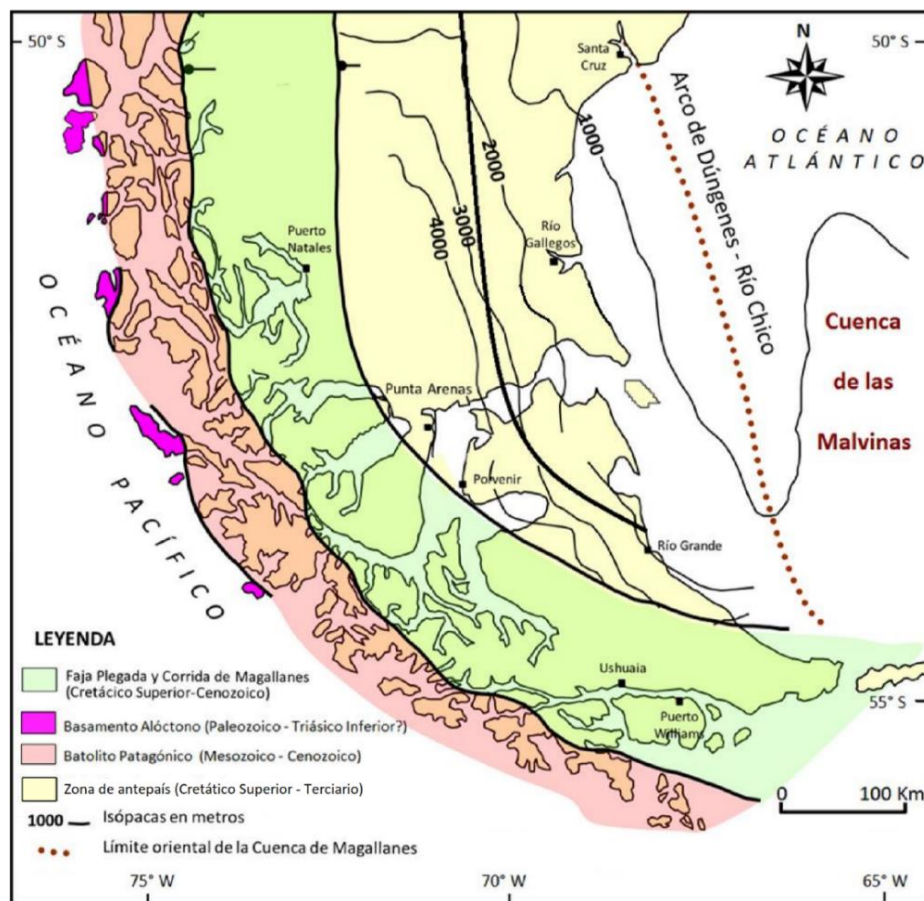 50° S
50° S
N
Santa
Cruz
Arco de Dúngenes - Río Chico
OCÉANO
ATLÁNTICO
1000
2000
3000
4000
Puerto
Natales
Río
Gallegos
Cuenca
de las
Malvinas
OCÉANO PACÍFICO
Punta Arenas
Porvenir
Río Grande
LEYENDA
Faja Plegada y Corrida de Magallanes
(Cretácico Superior-Cenozoico)
Basamento Alóctono (Paleozoico - Triásico Inferior?)
Batolito Patagónico (Mesozoico - Cenozoico)
Zona de antepaís (Cretático Superior - Terciario)
1000 Isópacas en metros
Límite oriental de la Cuenca de Magallanes
Ushuaia
Puerto
Williams
55° S
0 100 Km
75° W
70° W
65° W